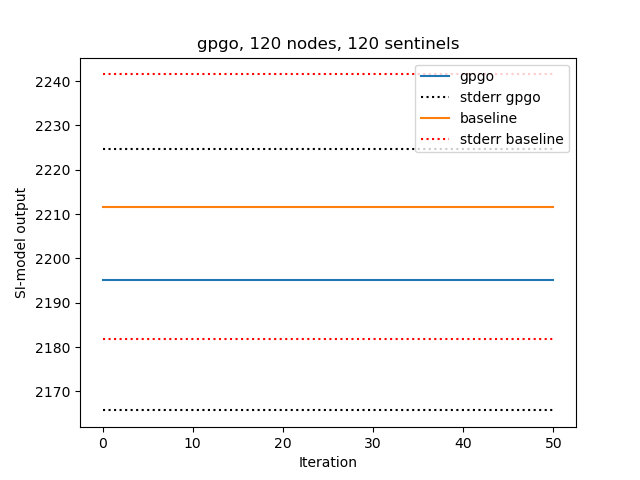 gpgo, 120 nodes, 120 sentinels
gpgo
stderr gpgo
baseline
stderr baseline
SI-model output
2240
2230
2220
2210
2200
2190
2180
2170
0 10 20 30 40 50
Iteration